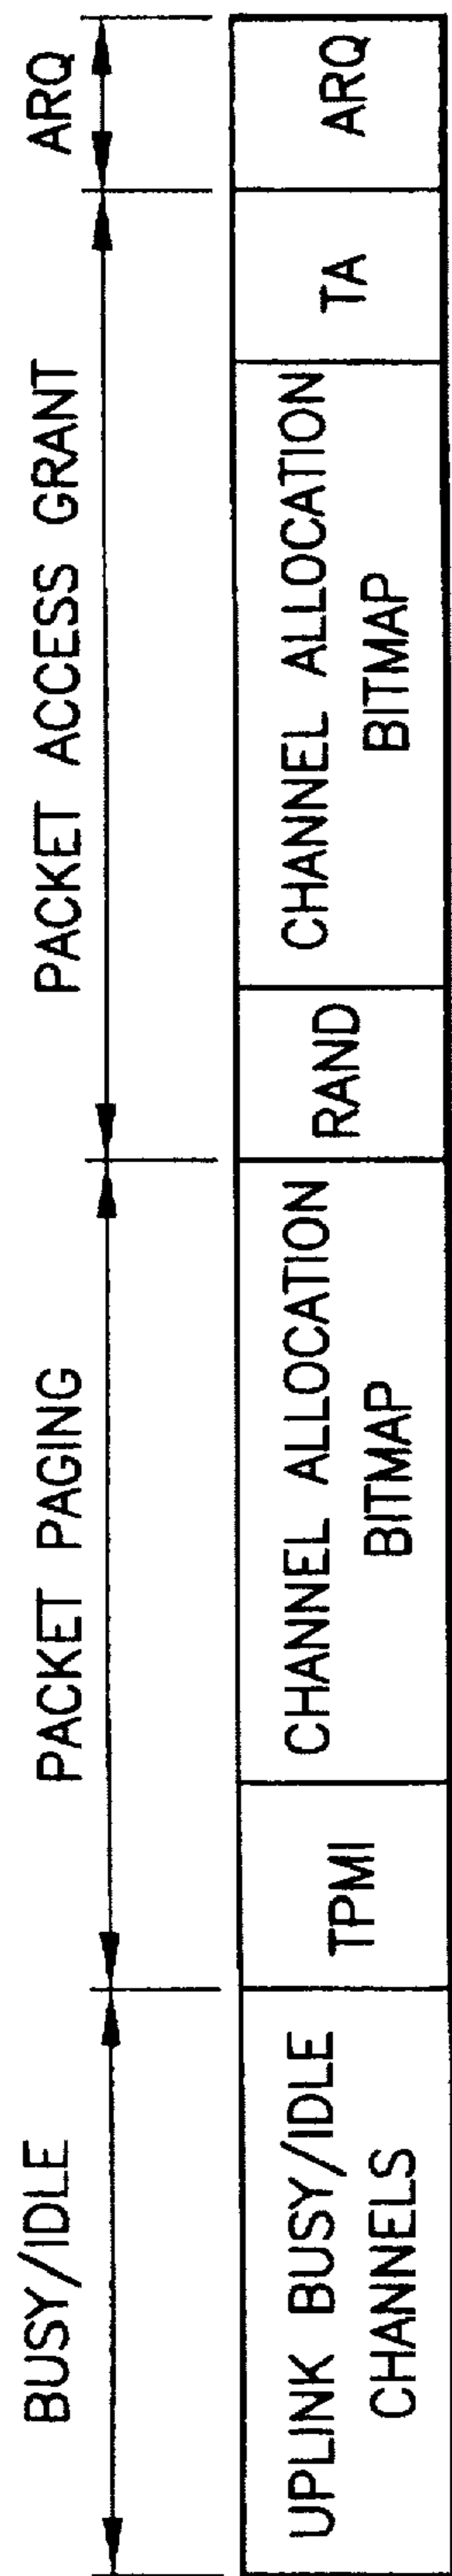 BUSY/IDLE
PACKET PAGING
PACKET ACCESS GRANT
ARQ
UPLINK BUSY/IDLE
CHANNELS
TPMI
CHANNEL ALLOCATION
BITMAP
RAND
CHANNEL ALLOCATION
BITMAP
TA
ARQ